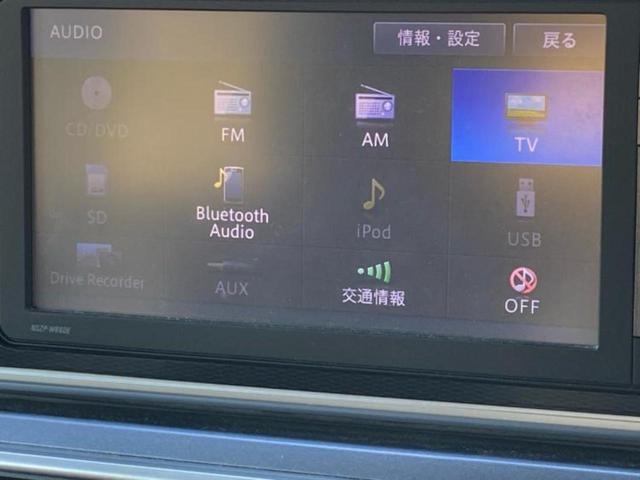 AUDIO
情報・設定
戻る
CD/DVD
FM
AM
TV
SD
Bluetooth
Audio
iPod
USB
Drive Recorder
AUX
交通情報
OFF